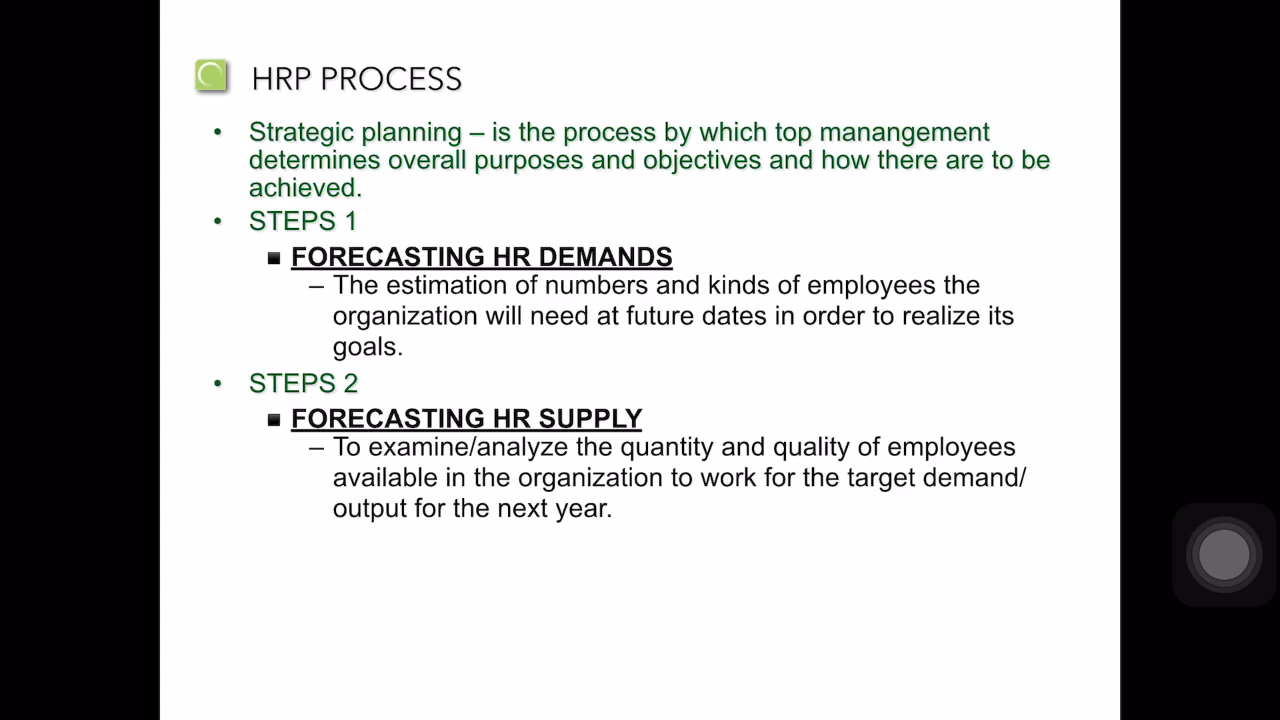 HRP PROCESS
• Strategic planning – is the process by which top manangement
determines overall purposes and objectives and how there are to be
achieved.
• STEPS 1
▪ FORECASTING HR DEMANDS
– The estimation of numbers and kinds of employees the
organization will need at future dates in order to realize its
goals.
• STEPS 2
▪ FORECASTING HR SUPPLY
– To examine/analyze the quantity and quality of employees
available in the organization to work for the target demand/
output for the next year.